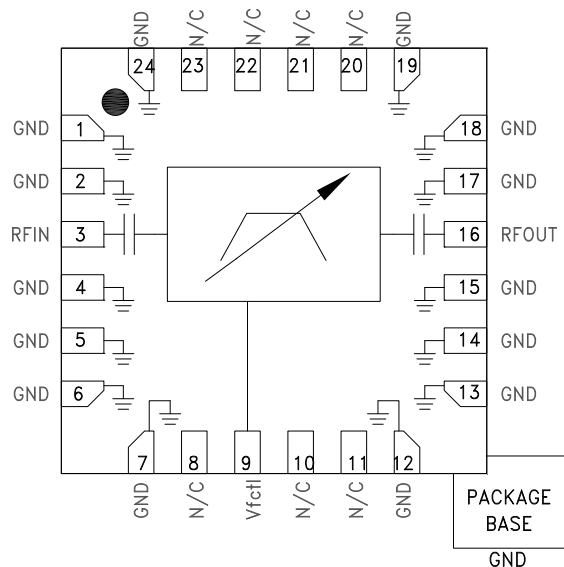 GND N/C N/C N/C N/C GND
24 23 22 21 20 19
GND 1 18 GND
GND 2 17 GND
RFIN 3 16 RFOUT
GND 4 15 GND
GND 5 14 GND
GND 6 13 GND
7 8 9 10 11 12
GND N/C Vfctl N/C N/C GND
PACKAGE
BASE
GND